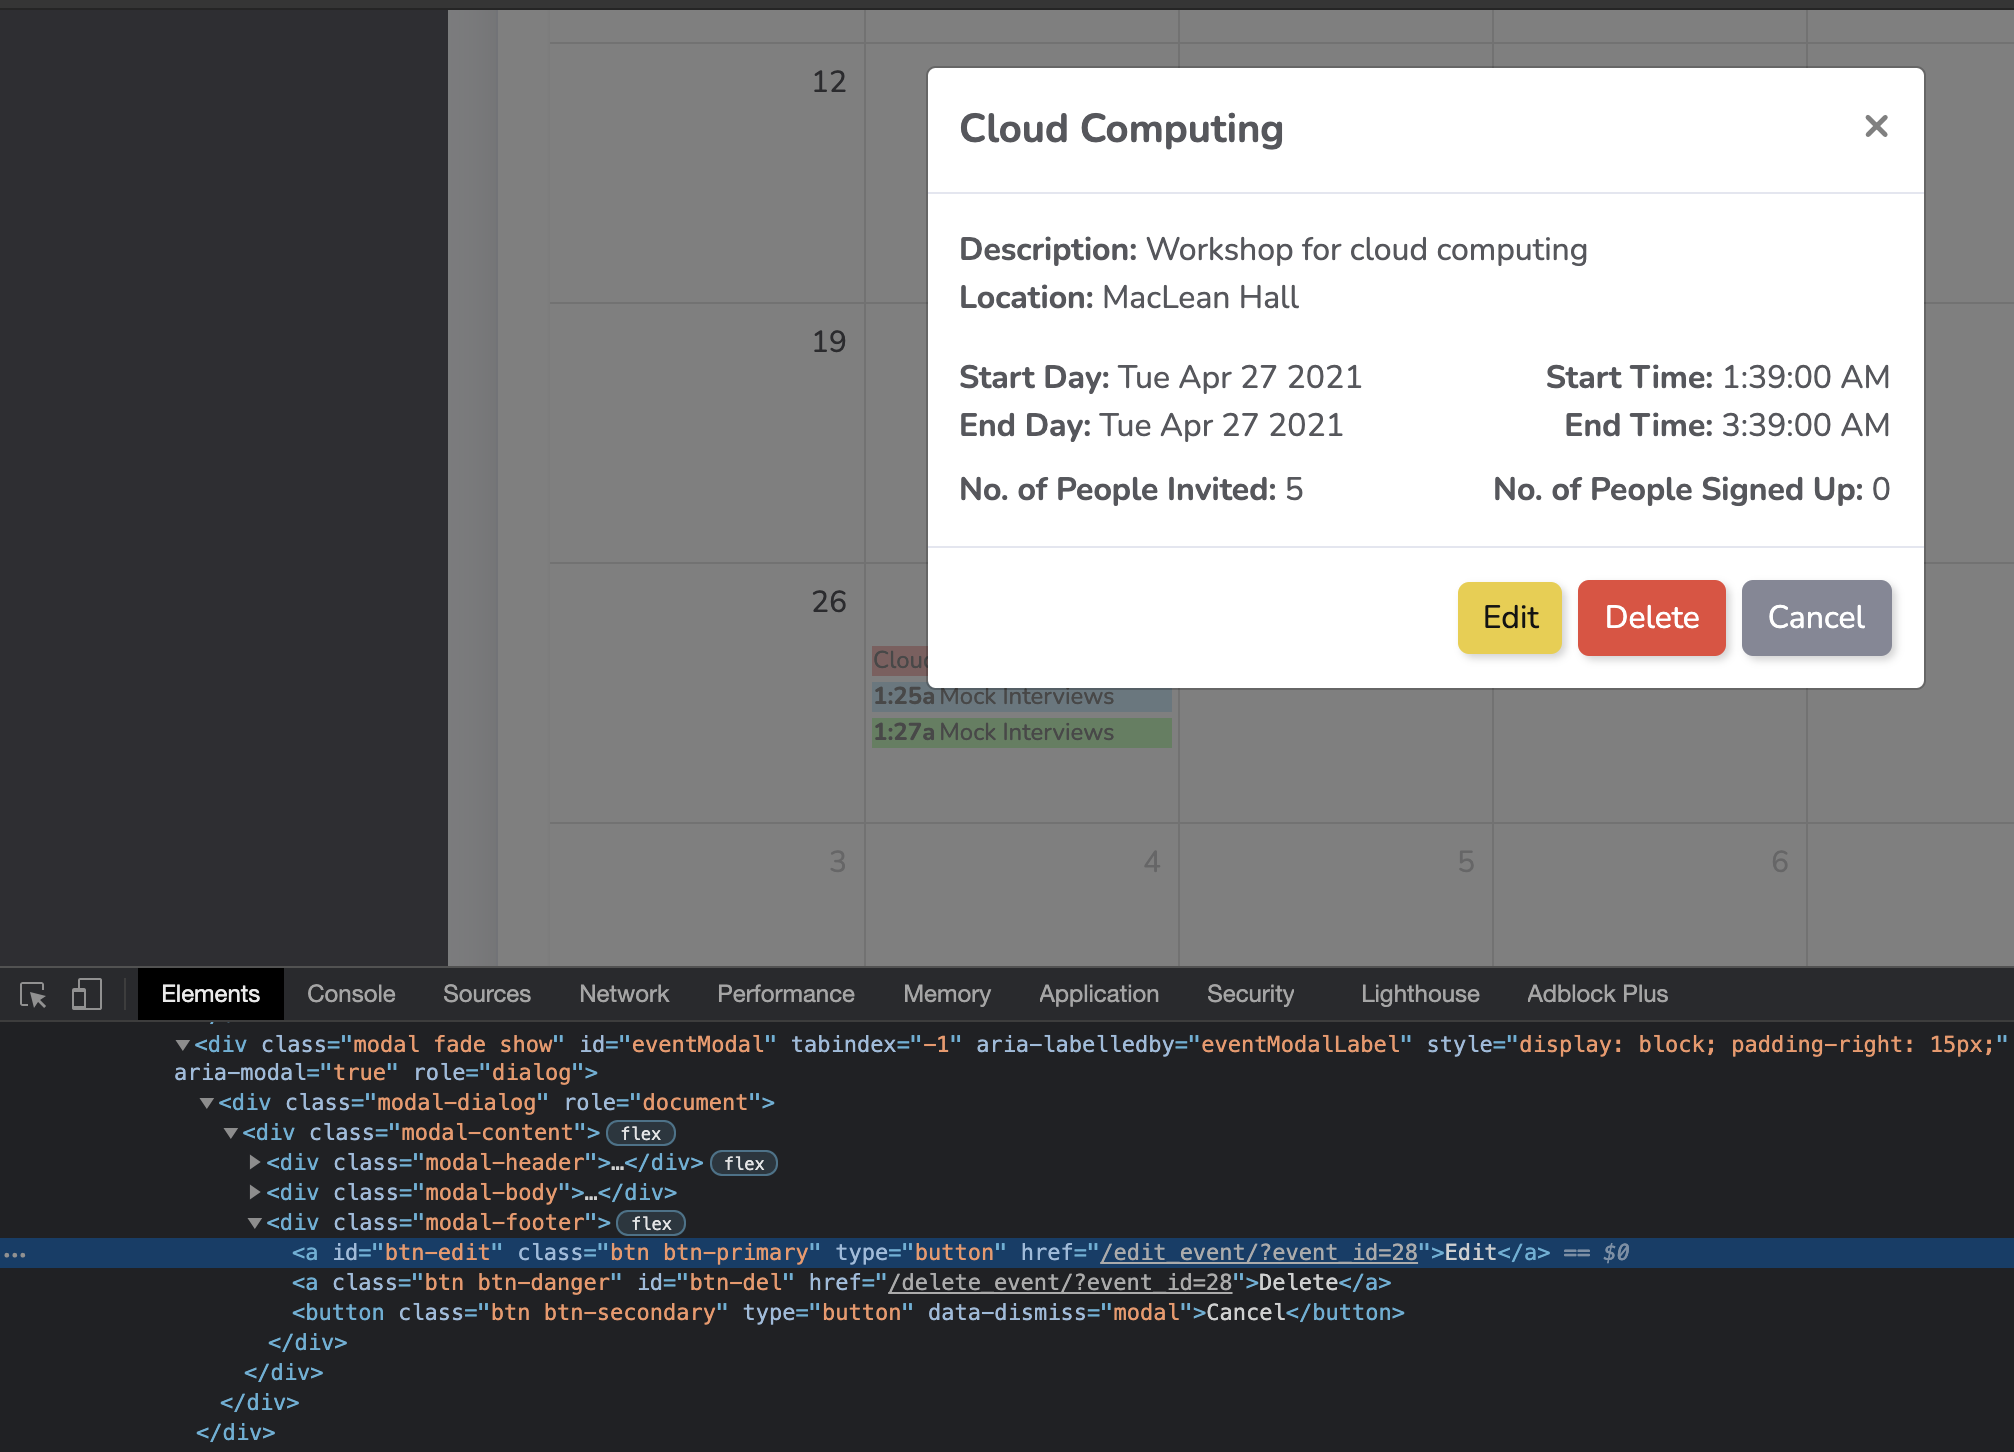 12
Cloud Computing ×
Description: Workshop for cloud computing
Location: MacLean Hall
19
Start Day: Tue Apr 27 2021 Start Time: 1:39:00 AM
End Day: Tue Apr 27 2021 End Time: 3:39:00 AM
No. of People Invited: 5 No. of People Signed Up: 0
26
Edit Delete Cancel
Clou
1:25a Mock Interviews
1:27a Mock Interviews
3 4 5 6
Elements Console Sources Network Performance Memory Application Security Lighthouse Adblock Plus
▼<div class="modal fade show" id="eventModal" tabindex="-1" aria-labelledby="eventModalLabel" style="display: block; padding-right: 15px;"
aria-modal="true" role="dialog">
▼<div class="modal-dialog" role="document">
▼<div class="modal-content"> flex
▶<div class="modal-header">…</div> flex
▶<div class="modal-body">…</div>
▼<div class="modal-footer"> flex
… <a id="btn-edit" class="btn btn-primary" type="button" href="/edit_event/?event_id=28">Edit</a> == $0
<a class="btn btn-danger" id="btn-del" href="/delete_event/?event_id=28">Delete</a>
<button class="btn btn-secondary" type="button" data-dismiss="modal">Cancel</button>
</div>
</div>
</div>
</div>